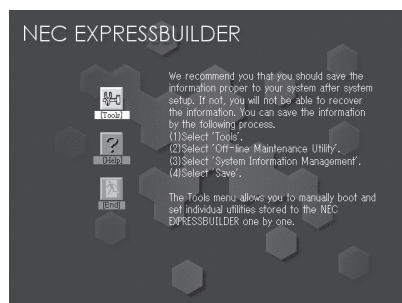 NEC EXPRESSBUILDER
[Tools]
[Help]
[End]
We recommend you that you should save the
information proper to your system after system
setup. If not, you will not be able to recover
the information. You can save the information
by the following process.
(1)Select 'Tools'.
(2)Select 'Off-line Maintenance Utility'.
(3)Select 'System Information Management'.
(4)Select 'Save'.
The Tools menu allows you to manually boot and
set individual utilities stored to the NEC
EXPRESSBUILDER one by one.